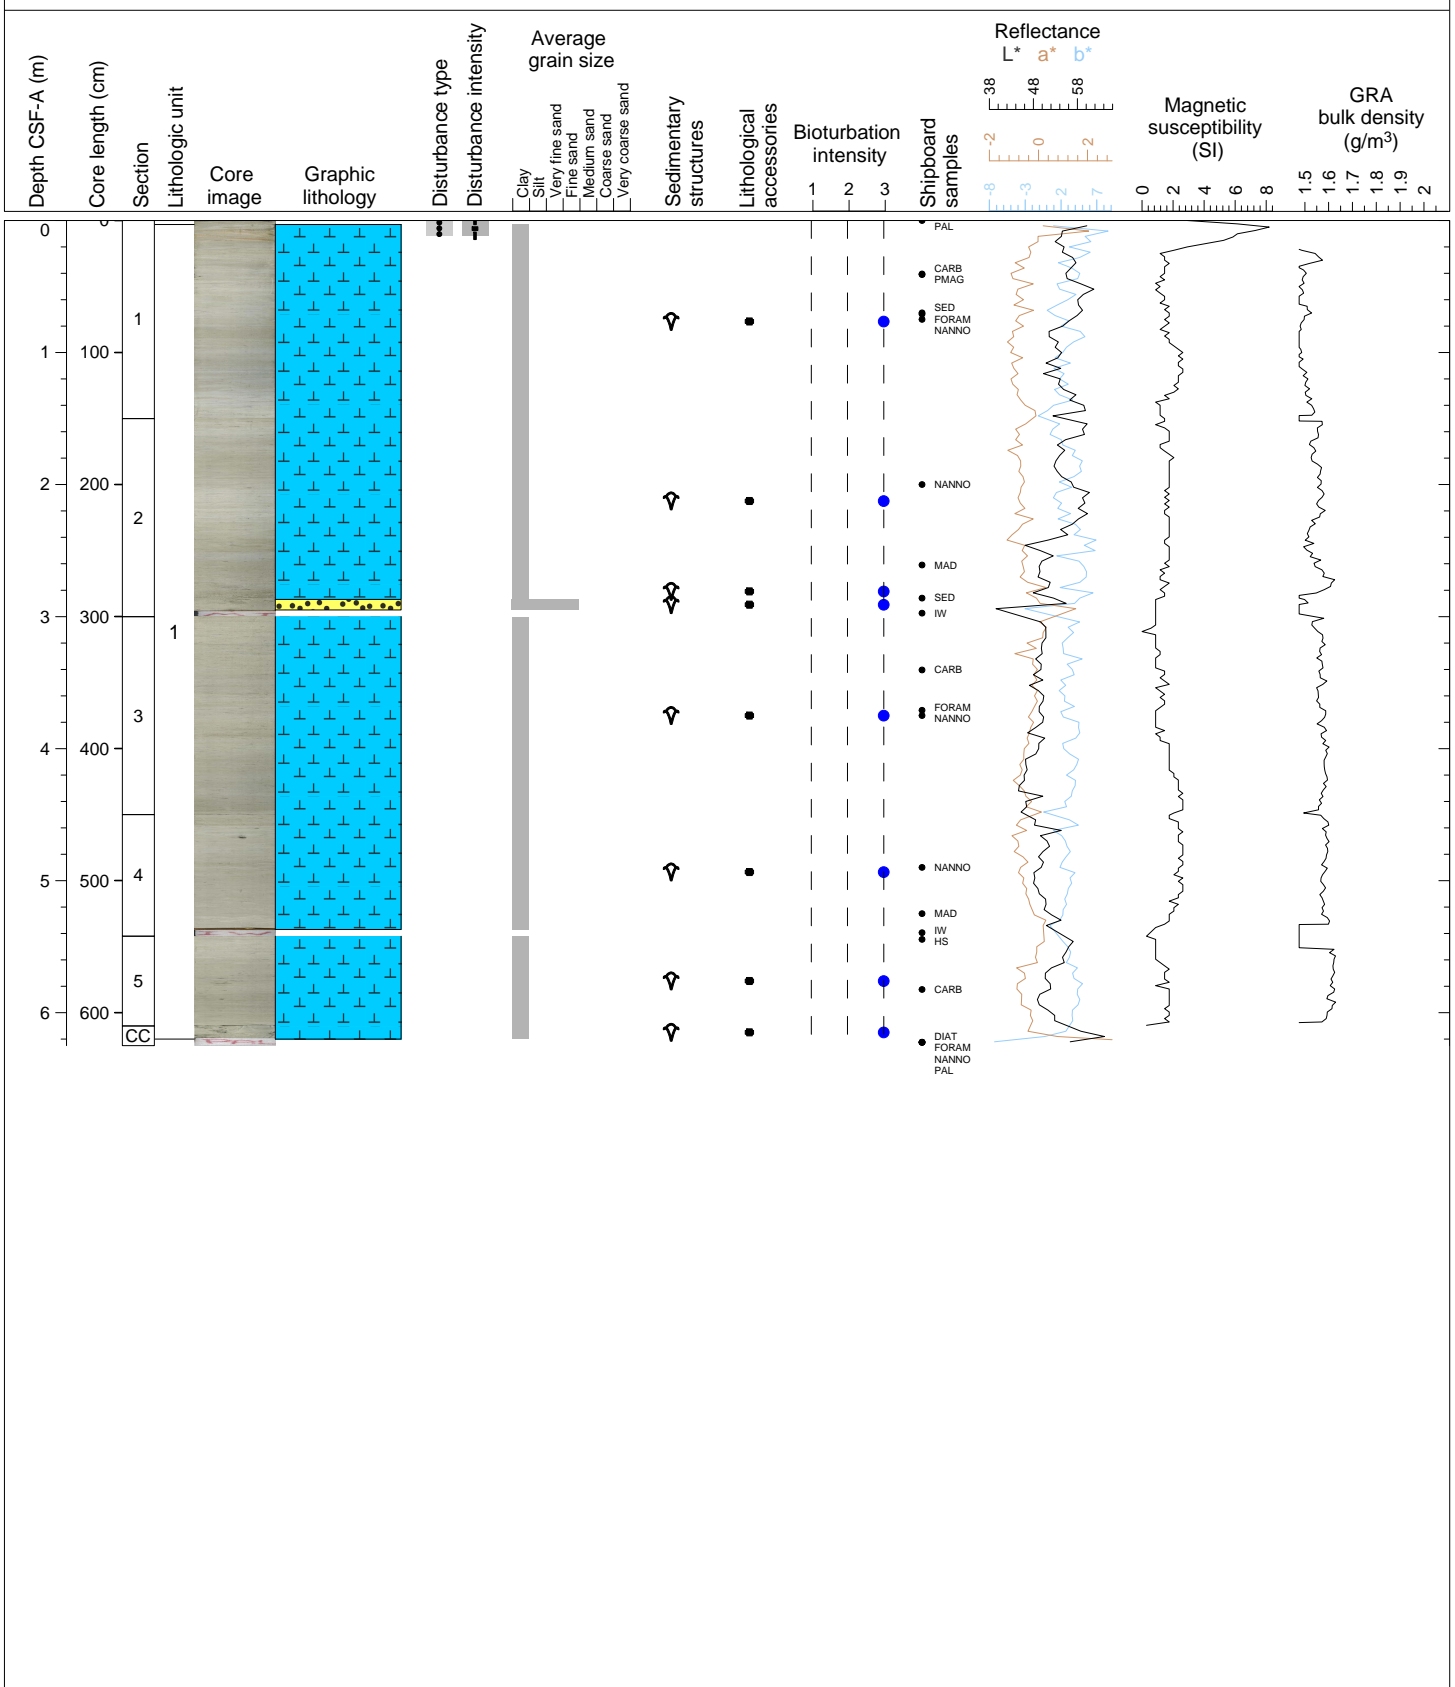 Depth CSF-A (m)
Core length (cm)
Section
Lithologic unit
Core
image
Graphic
lithology
Disturbance type
Disturbance intensity
Average
grain size
Clay
Silt
Very fine sand
Fine sand
Medium sand
Coarse sand
Very coarse sand
Sedimentary
structures
Lithological
accessories
Bioturbation
intensity
1 2 3
Shipboard
samples
Reflectance
L* a* b*
38 48 58
-2 0 2
-8 -3 2 7
Magnetic
susceptibility
(SI)
0 2 4 6 8
GRA
bulk density
(g/m3)
1.5 1.6 1.7 1.8 1.9 2
0 0
PAL
CARB
PMAG
SED
1
FORAM
NANNO
1 100
2 200
NANNO
2
MAD
SED
IW
3 300
1
CARB
FORAM
3
NANNO
4 400
NANNO
4
5 500
MAD
IW
HS
5
CARB
6 600
CC
DIAT
FORAM
NANNO
PAL